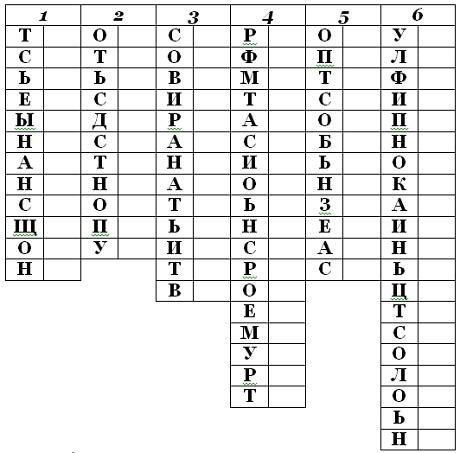 1 2 3 4 5 6
Т О С Р О У
С Т О Ф П Л
Ь Ь В М Т Ф
Е С И Т С И
Ы Д Р А О П
Н С А С Б Н
А Т Н И Ь О
Н Н А О Н К
С О Т Ь З А
Щ П Ь Н Е И
О У И С А Н
Н Т Р С Ь
В О Ц
Е Т
М С
У О
Р Л
Т О
Ь
Н